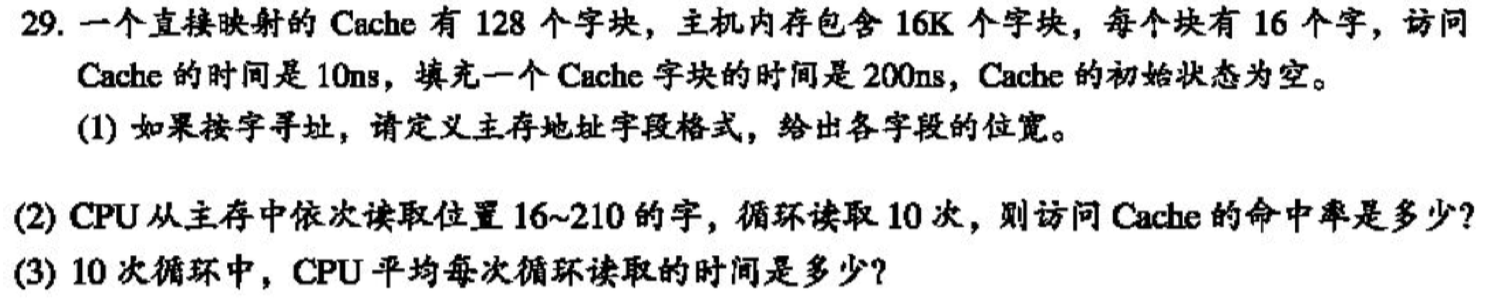 29. 一个直接映射的 Cache 有 128 个字块，主机内存包含 16K 个字块，每个块有 16 个字，访问
Cache 的时间是 10ns，填充一个 Cache 字块的时间是 200ns，Cache 的初始状态为空。
(1) 如果按字寻址，请定义主存地址字段格式，给出各字段的位宽。
(2) CPU 从主存中依次读取位置 16~210 的字，循环读取 10 次，则访问 Cache 的命中率是多少？
(3) 10 次循环中，CPU 平均每次循环读取的时间是多少？